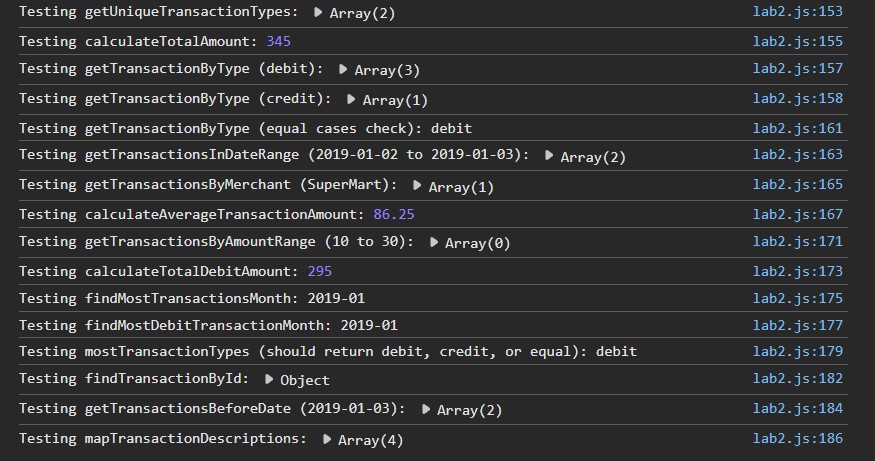 Testing getUniqueTransactionTypes: ▶ Array(2) lab2.js:153
Testing calculateTotalAmount: 345 lab2.js:155
Testing getTransactionByType (debit): ▶ Array(3) lab2.js:157
Testing getTransactionByType (credit): ▶ Array(1) lab2.js:158
Testing getTransactionByType (equal cases check): debit lab2.js:161
Testing getTransactionsInDateRange (2019-01-02 to 2019-01-03): ▶ Array(2) lab2.js:163
Testing getTransactionsByMerchant (SuperMart): ▶ Array(1) lab2.js:165
Testing calculateAverageTransactionAmount: 86.25 lab2.js:167
Testing getTransactionsByAmountRange (10 to 30): ▶ Array(0) lab2.js:171
Testing calculateTotalDebitAmount: 295 lab2.js:173
Testing findMostTransactionsMonth: 2019-01 lab2.js:175
Testing findMostDebitTransactionMonth: 2019-01 lab2.js:177
Testing mostTransactionTypes (should return debit, credit, or equal): debit lab2.js:179
Testing findTransactionById: ▶ Object lab2.js:182
Testing getTransactionsBeforeDate (2019-01-03): ▶ Array(2) lab2.js:184
Testing mapTransactionDescriptions: ▶ Array(4) lab2.js:186